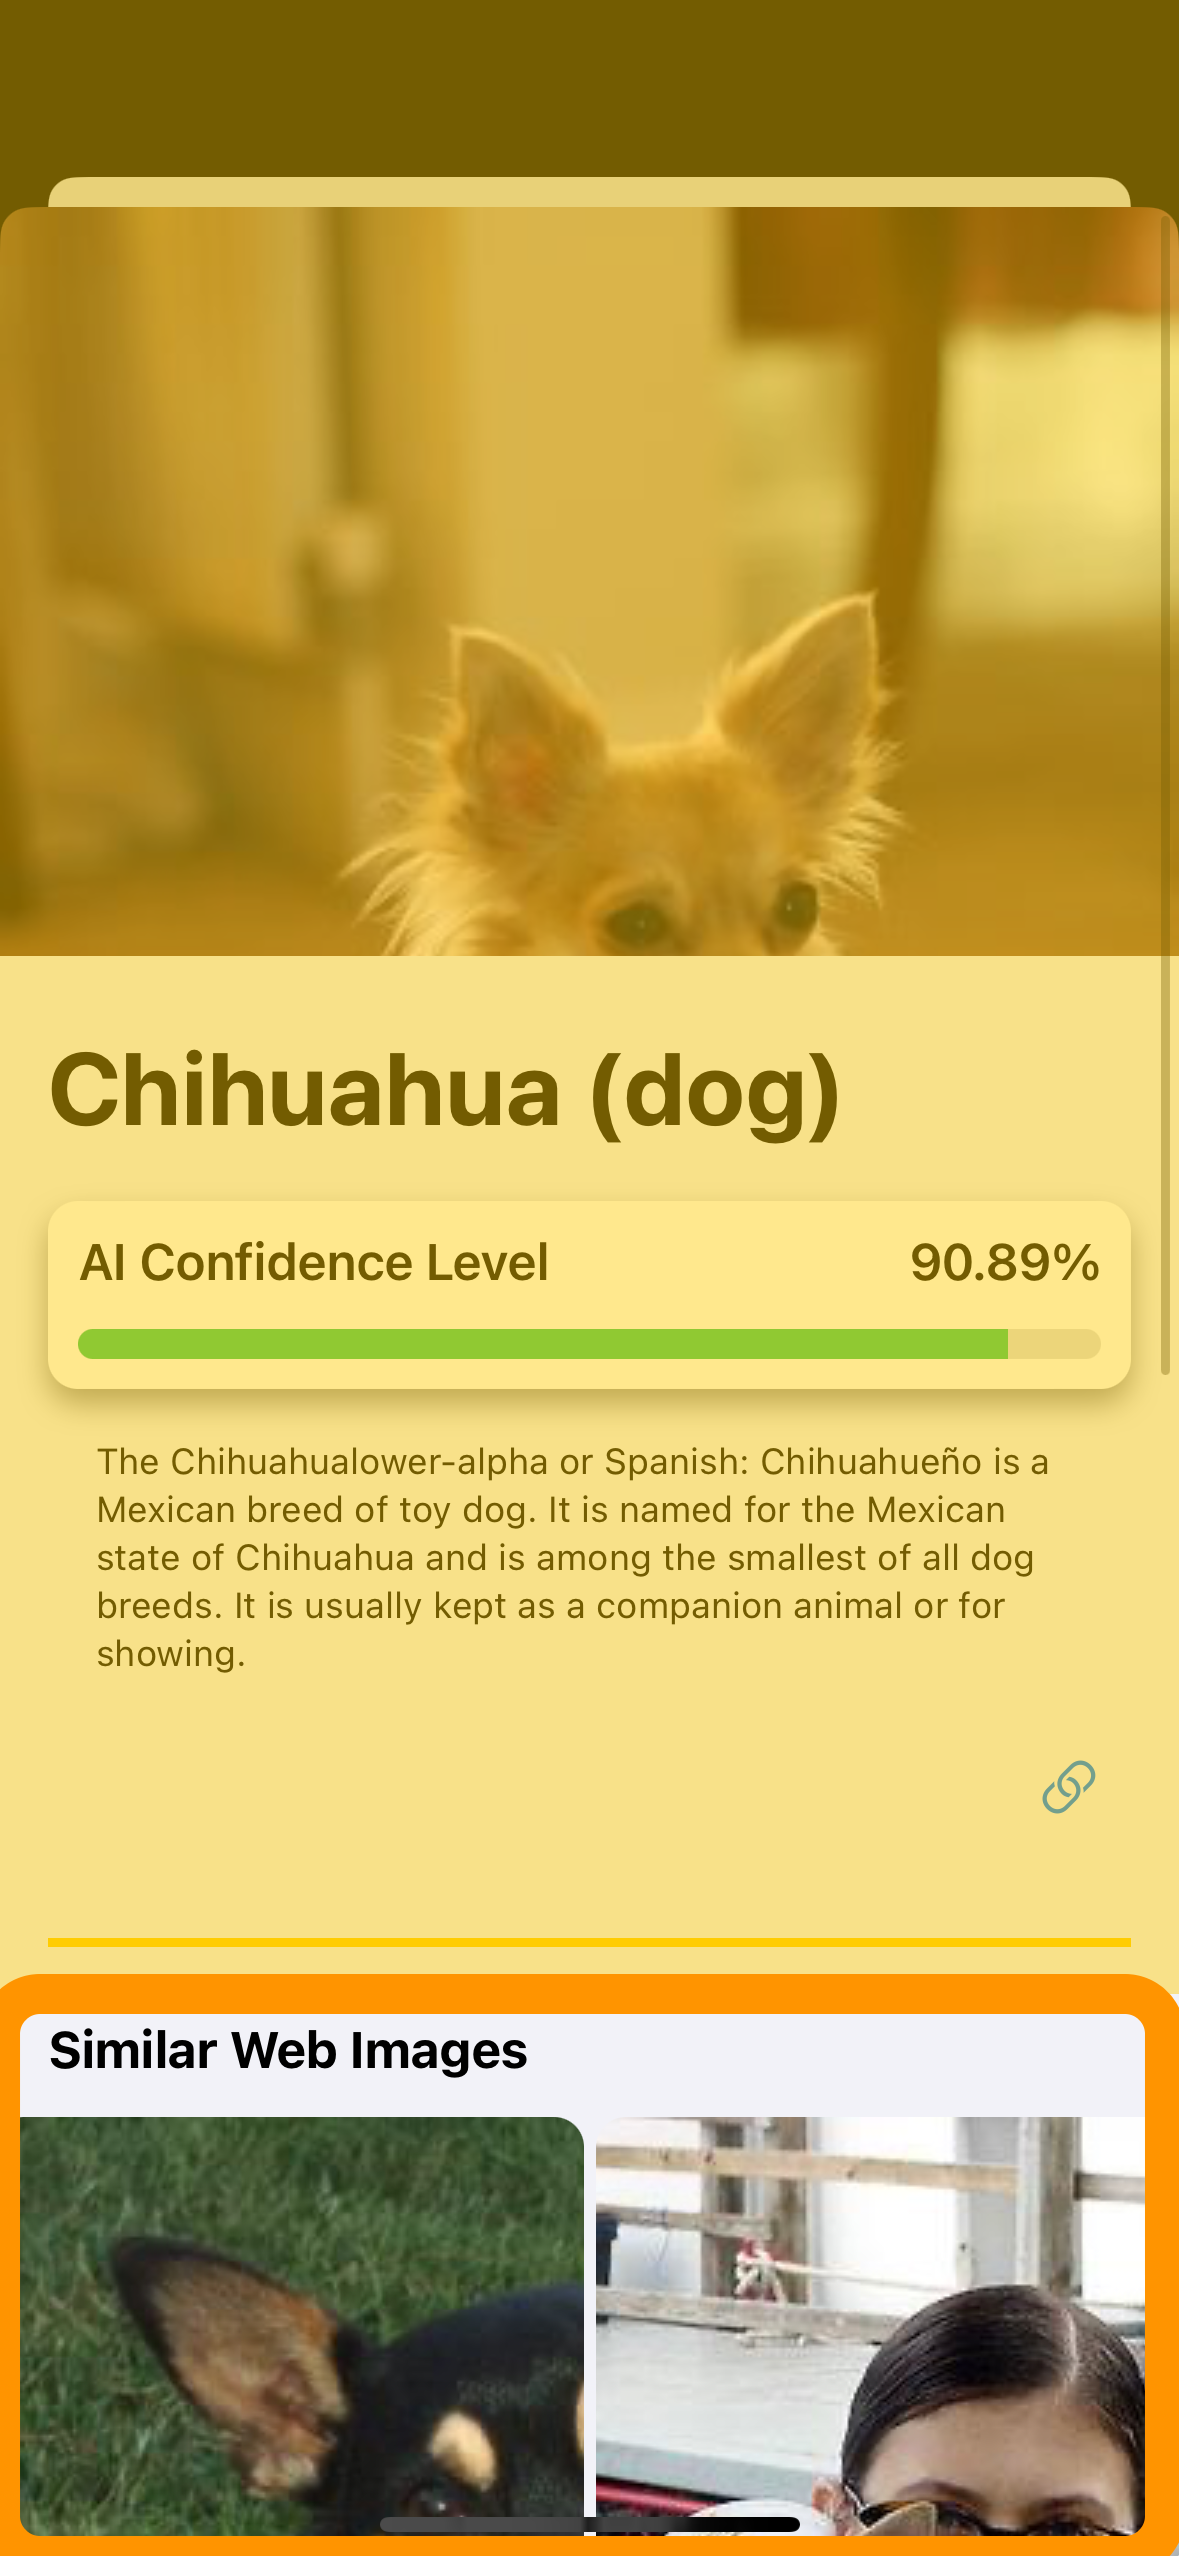 Chihuahua (dog)
AI Confidence Level 90.89%
The Chihuahualower-alpha or Spanish: Chihuahueño is a
Mexican breed of toy dog. It is named for the Mexican
state of Chihuahua and is among the smallest of all dog
breeds. It is usually kept as a companion animal or for
showing.
Similar Web Images